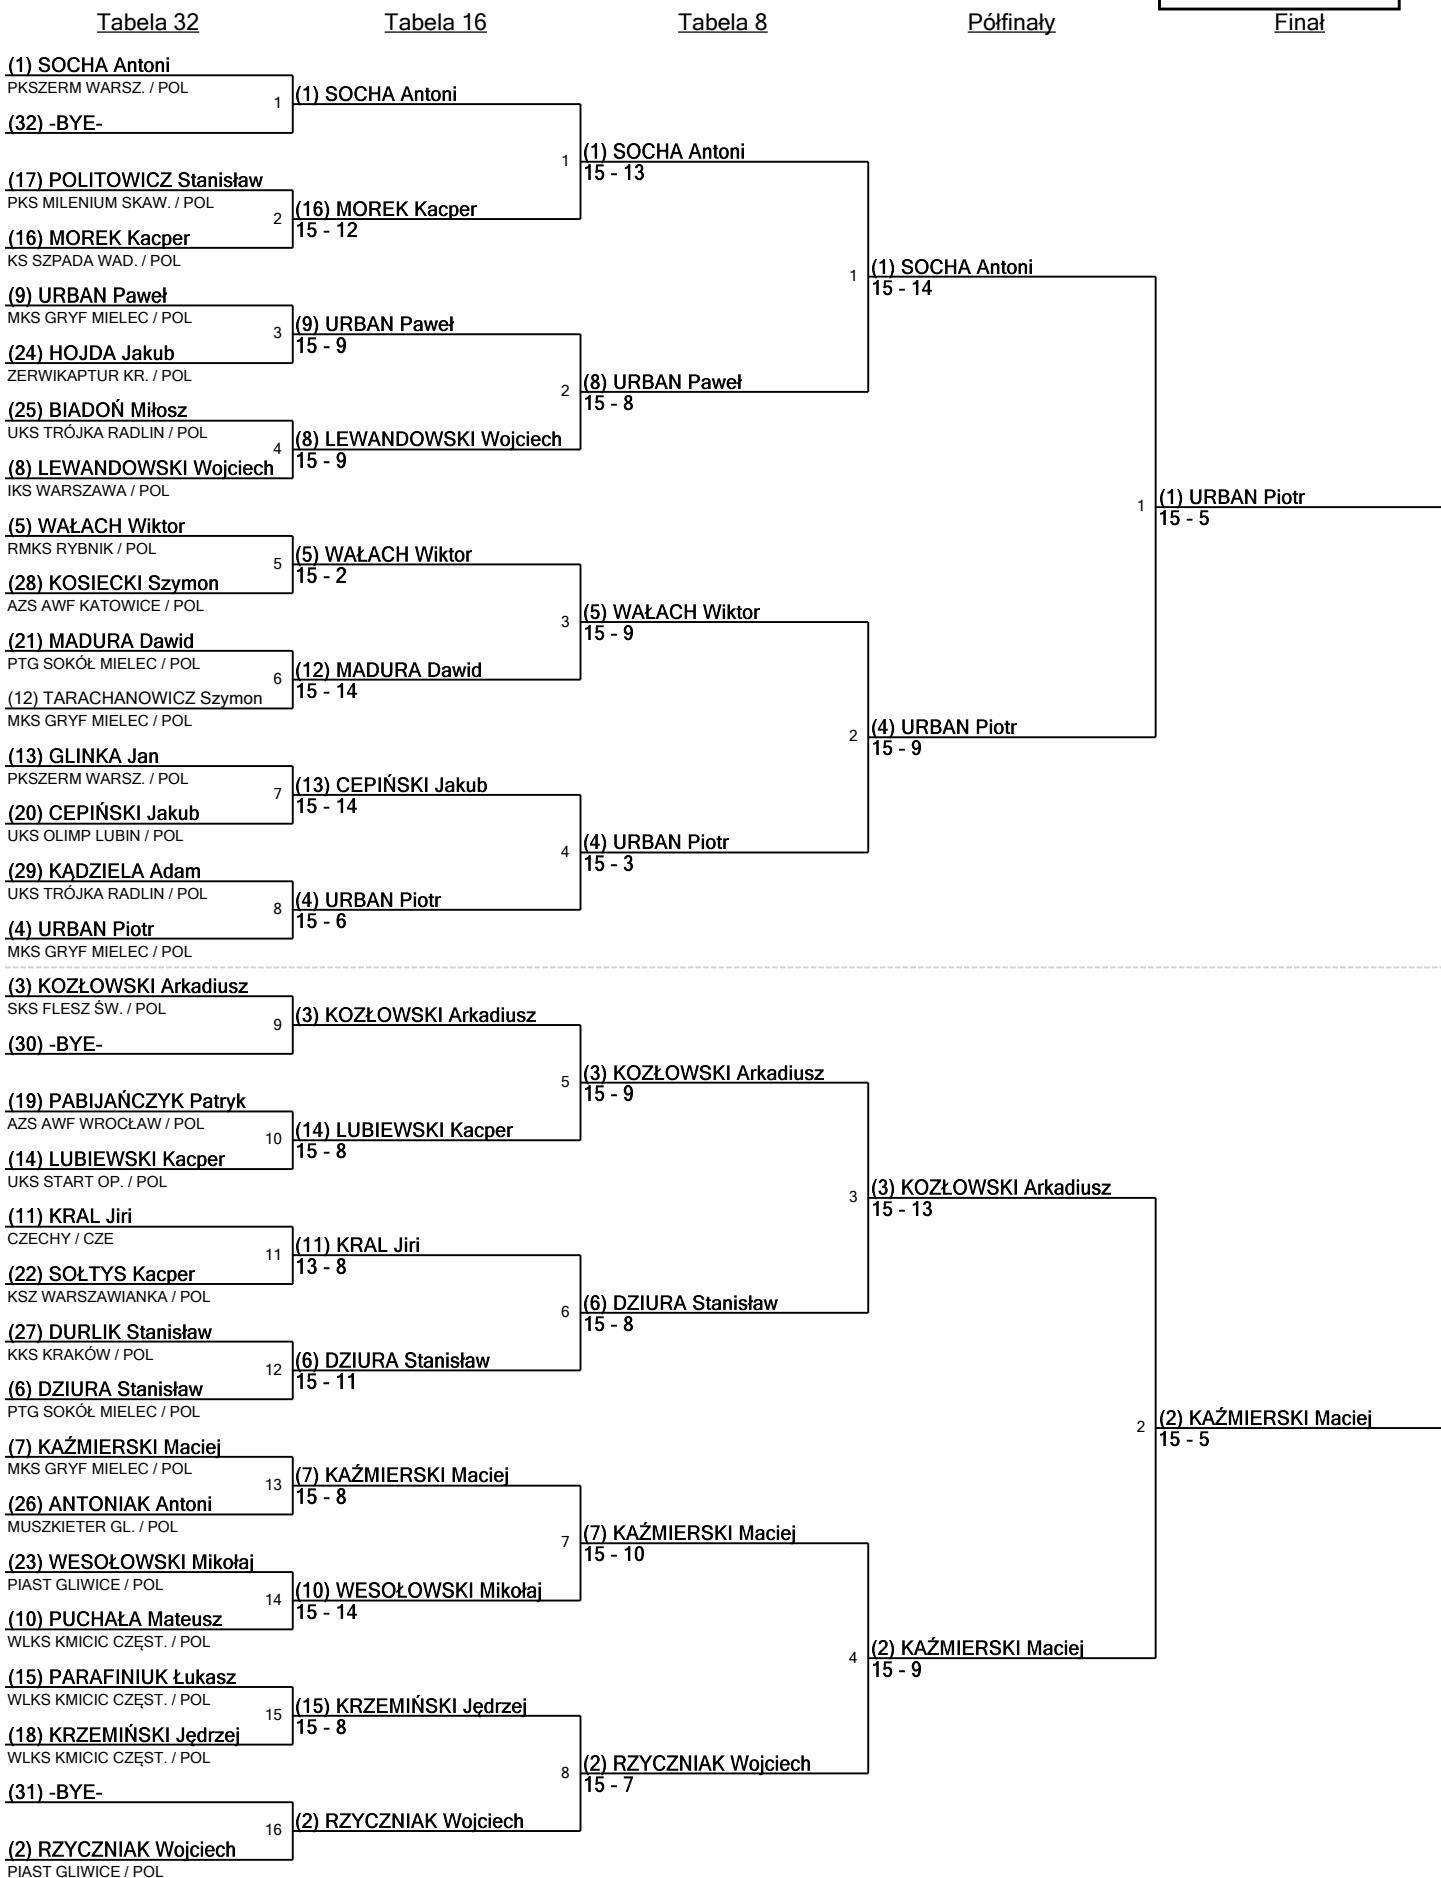 Tabela 32
Tabela 16
Tabela 8
Półfinały
Finał
(1) SOCHA Antoni
PKSZERM WARSZ. / POL
1
(32) -BYE-
(17) POLITOWICZ Stanisław
PKS MILENIUM SKAW. / POL
2
(16) MOREK Kacper
KS SZPADA WAD. / POL
(9) URBAN Paweł
MKS GRYF MIELEC / POL
3
(24) HOJDA Jakub
ZERWIKAPTUR KR. / POL
(25) BIADOŃ Miłosz
UKS TRÓJKA RADLIN / POL
4
(8) LEWANDOWSKI Wojciech
IKS WARSZAWA / POL
(5) WAŁACH Wiktor
RMKS RYBNIK / POL
5
(28) KOSIECKI Szymon
AZS AWF KATOWICE / POL
(21) MADURA Dawid
PTG SOKÓŁ MIELEC / POL
6
(12) TARACHANOWICZ Szymon
MKS GRYF MIELEC / POL
(13) GLINKA Jan
PKSZERM WARSZ. / POL
7
(20) CEPIŃSKI Jakub
UKS OLIMP LUBIN / POL
(29) KĄDZIELA Adam
UKS TRÓJKA RADLIN / POL
8
(4) URBAN Piotr
MKS GRYF MIELEC / POL
(3) KOZŁOWSKI Arkadiusz
SKS FLESZ ŚW. / POL
9
(30) -BYE-
(19) PABIJAŃCZYK Patryk
AZS AWF WROCŁAW / POL
10
(14) LUBIEWSKI Kacper
UKS START OP. / POL
(11) KRAL Jiri
CZECHY / CZE
11
(22) SOŁTYS Kacper
KSZ WARSZAWIANKA / POL
(27) DURLIK Stanisław
KKS KRAKÓW / POL
12
(6) DZIURA Stanisław
PTG SOKÓŁ MIELEC / POL
(7) KAŹMIERSKI Maciej
MKS GRYF MIELEC / POL
13
(26) ANTONIAK Antoni
MUSZKIETER GL. / POL
(23) WESOŁOWSKI Mikołaj
PIAST GLIWICE / POL
14
(10) PUCHAŁA Mateusz
WLKS KMICIC CZĘST. / POL
(15) PARAFINIUK Łukasz
WLKS KMICIC CZĘST. / POL
15
(18) KRZEMIŃSKI Jędrzej
WLKS KMICIC CZĘST. / POL
(31) -BYE-
16
(2) RZYCZNIAK Wojciech
PIAST GLIWICE / POL
(1) SOCHA Antoni
1
(16) MOREK Kacper
15 - 12
(9) URBAN Paweł
15 - 9
2
(8) LEWANDOWSKI Wojciech
15 - 9
(5) WAŁACH Wiktor
15 - 2
3
(12) MADURA Dawid
15 - 14
(13) CEPIŃSKI Jakub
15 - 14
4
(4) URBAN Piotr
15 - 6
(3) KOZŁOWSKI Arkadiusz
5
(14) LUBIEWSKI Kacper
15 - 8
(11) KRAL Jiri
13 - 8
6
(6) DZIURA Stanisław
15 - 11
(7) KAŹMIERSKI Maciej
15 - 8
7
(10) WESOŁOWSKI Mikołaj
15 - 14
(15) KRZEMIŃSKI Jędrzej
15 - 8
8
(2) RZYCZNIAK Wojciech
(1) SOCHA Antoni
15 - 13
1
(8) URBAN Paweł
15 - 8
(5) WAŁACH Wiktor
15 - 9
2
(4) URBAN Piotr
15 - 3
(3) KOZŁOWSKI Arkadiusz
15 - 9
3
(6) DZIURA Stanisław
15 - 8
(7) KAŹMIERSKI Maciej
15 - 10
4
(2) RZYCZNIAK Wojciech
15 - 7
(1) SOCHA Antoni
15 - 14
1
(4) URBAN Piotr
15 - 9
(3) KOZŁOWSKI Arkadiusz
15 - 13
2
(2) KAŹMIERSKI Maciej
15 - 9
(1) URBAN Piotr
15 - 5
(2) KAŹMIERSKI Maciej
15 - 5